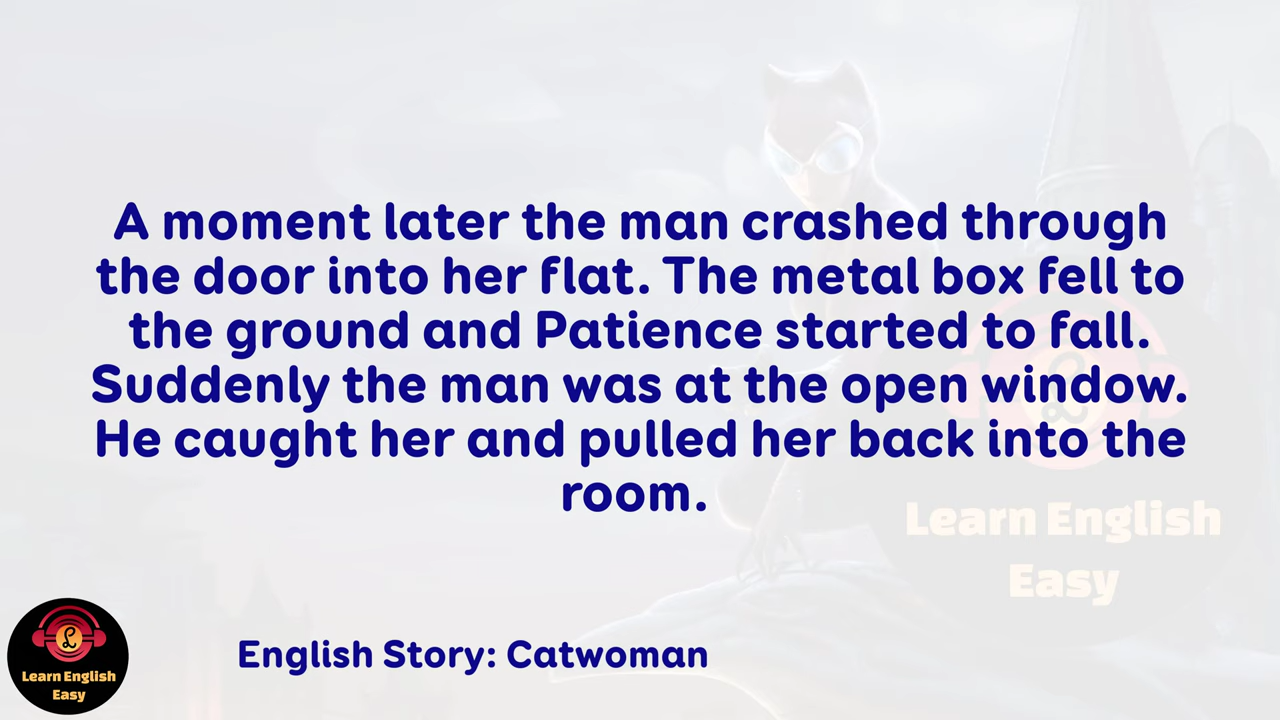 A moment later the man crashed through
the door into her flat. The metal box fell to
the ground and Patience started to fall.
Suddenly the man was at the open window.
He caught her and pulled her back into the
room.
Learn English
Easy
English Story: Catwoman
Learn English
Easy